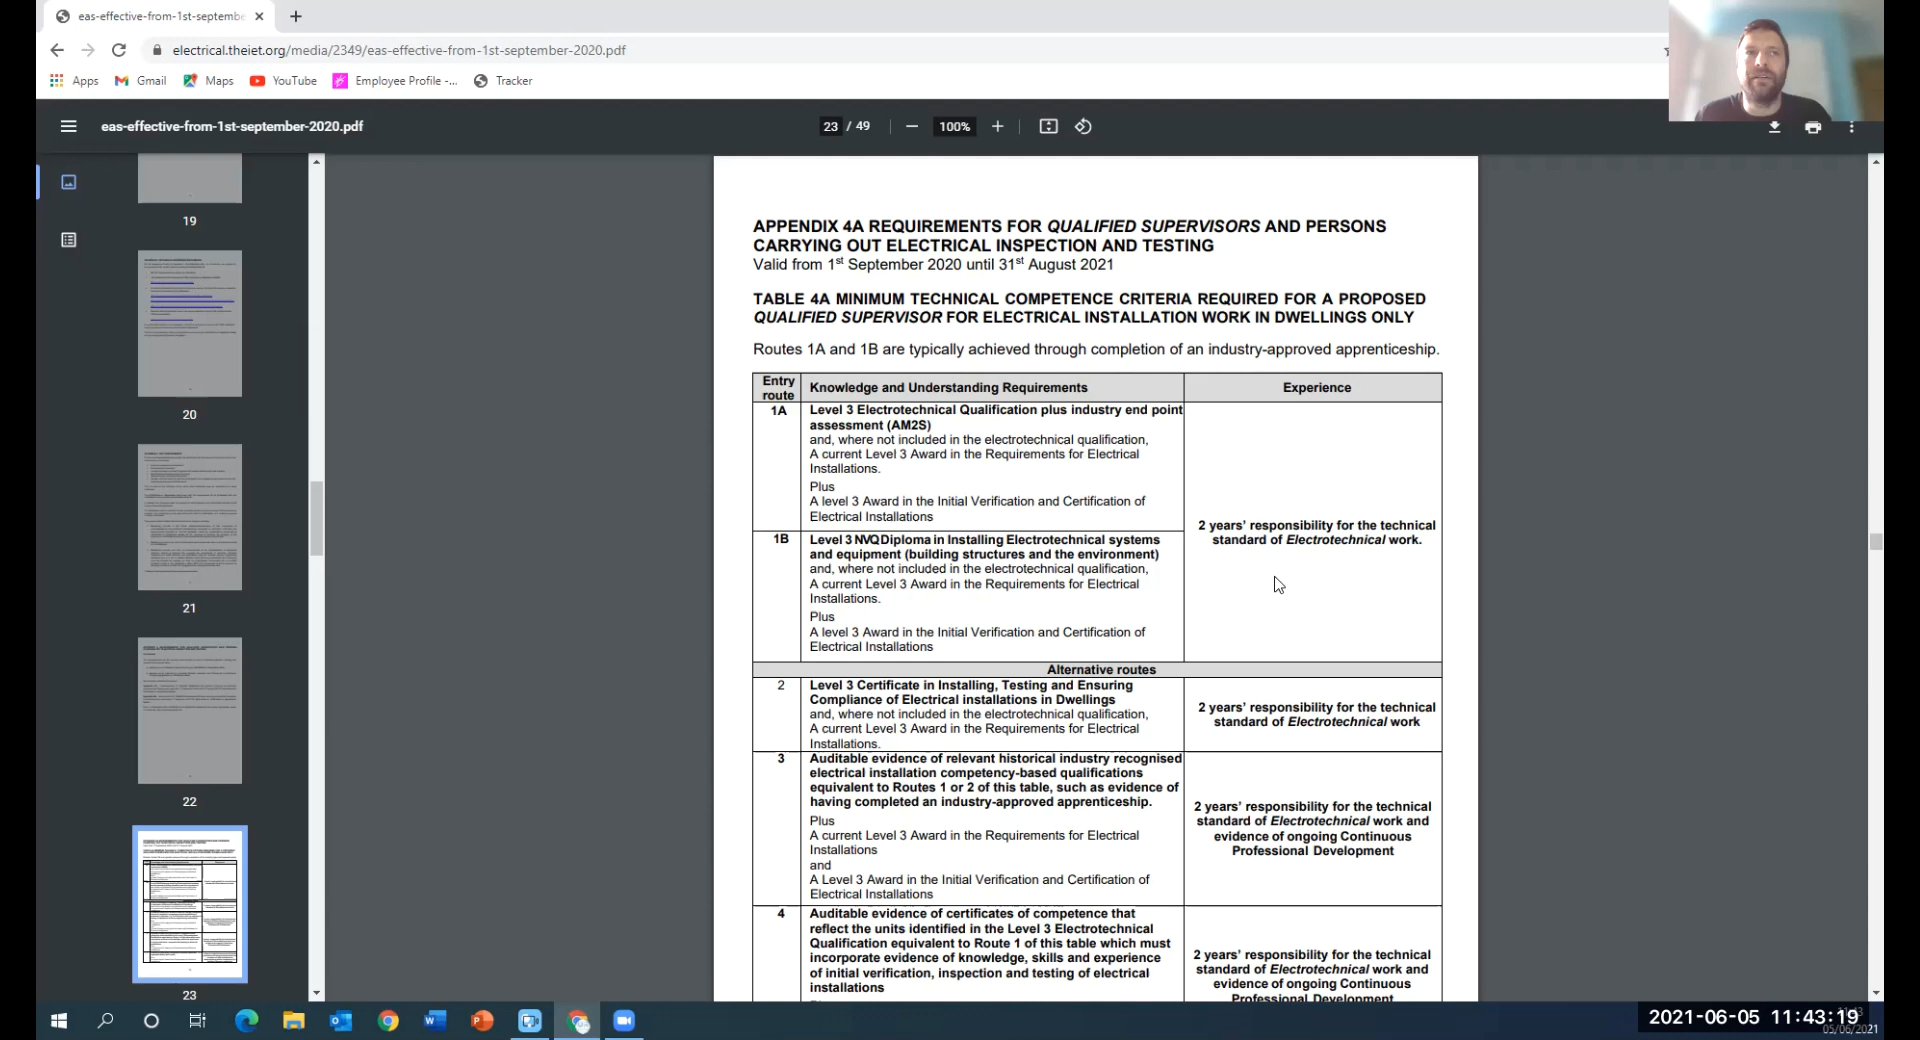 eas-effective-from-1st-septembe
electrical.theiet.org/media/2349/eas-effective-from-1st-september-2020.pdf
Apps Gmail Maps YouTube Employee Profile -... Tracker
eas-effective-from-1st-september-2020.pdf 23 / 49 100%
19
20
21
22
23
APPENDIX 4A REQUIREMENTS FOR QUALIFIED SUPERVISORS AND PERSONS
CARRYING OUT ELECTRICAL INSPECTION AND TESTING
Valid from 1st September 2020 until 31st August 2021
TABLE 4A MINIMUM TECHNICAL COMPETENCE CRITERIA REQUIRED FOR A PROPOSED
QUALIFIED SUPERVISOR FOR ELECTRICAL INSTALLATION WORK IN DWELLINGS ONLY
Routes 1A and 1B are typically achieved through completion of an industry-approved apprenticeship.
Entry
route
Knowledge and Understanding Requirements
Experience
1A
Level 3 Electrotechnical Qualification plus industry end point
assessment (AM2S)
and, where not included in the electrotechnical qualification,
A current Level 3 Award in the Requirements for Electrical
Installations.
Plus
A level 3 Award in the Initial Verification and Certification of
Electrical Installations
1B
Level 3 NVQ Diploma in Installing Electrotechnical systems
and equipment (building structures and the environment)
and, where not included in the electrotechnical qualification,
A current Level 3 Award in the Requirements for Electrical
Installations.
Plus
A level 3 Award in the Initial Verification and Certification of
Electrical Installations
2 years' responsibility for the technical
standard of Electrotechnical work.
Alternative routes
2
Level 3 Certificate in Installing, Testing and Ensuring
Compliance of Electrical installations in Dwellings
and, where not included in the electrotechnical qualification,
A current Level 3 Award in the Requirements for Electrical
Installations.
2 years' responsibility for the technical
standard of Electrotechnical work
3
Auditable evidence of relevant historical industry recognised
electrical installation competency-based qualifications
equivalent to Routes 1 or 2 of this table, such as evidence of
having completed an industry-approved apprenticeship.
Plus
A current Level 3 Award in the Requirements for Electrical
Installations
and
A Level 3 Award in the Initial Verification and Certification of
Electrical Installations
2 years' responsibility for the technical
standard of Electrotechnical work and
evidence of ongoing Continuous
Professional Development
4
Auditable evidence of certificates of competence that
reflect the units identified in the Level 3 Electrotechnical
Qualification equivalent to Route 1 of this table which must
incorporate evidence of knowledge, skills and experience
of initial verification, inspection and testing of electrical
installations
2 years' responsibility for the technical
standard of Electrotechnical work and
evidence of ongoing Continuous
Professional Development
2021-06-05 11:43:19
05/06/2021